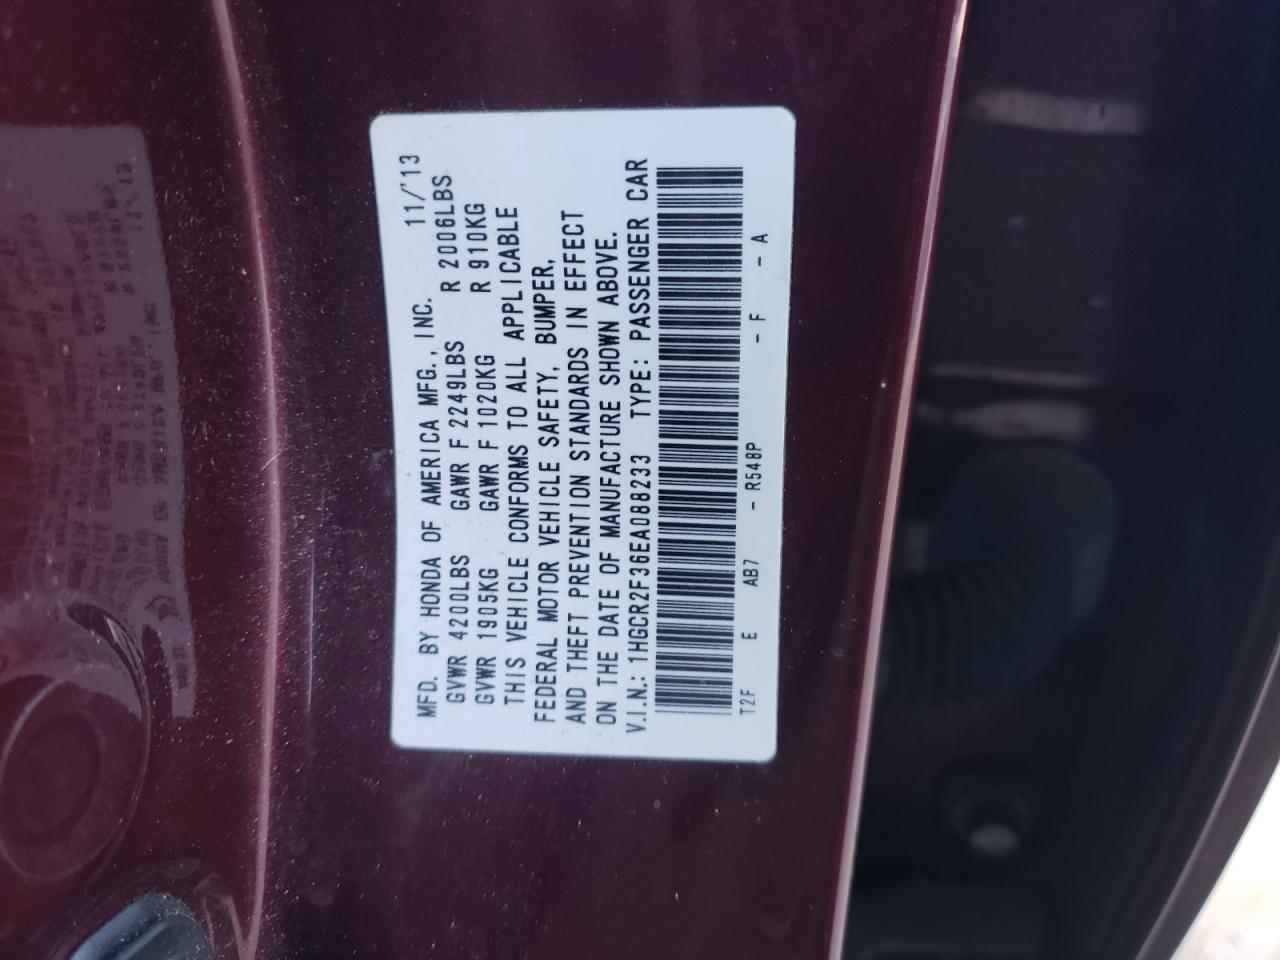 MFD. BY HONDA OF AMERICA MFG., INC. 11/'13
GVWR 4200LBS GAWR F 2249LBS R 2006LBS
GVWR 1905KG GAWR F 1020KG R 910KG
THIS VEHICLE CONFORMS TO ALL APPLICABLE
FEDERAL MOTOR VEHICLE SAFETY, BUMPER,
AND THEFT PREVENTION STANDARDS IN EFFECT
ON THE DATE OF MANUFACTURE SHOWN ABOVE.
V.I.N.: 1HGCR2F36EA088233 TYPE: PASSENGER CAR
T2F E AB7 - R548P - F - A